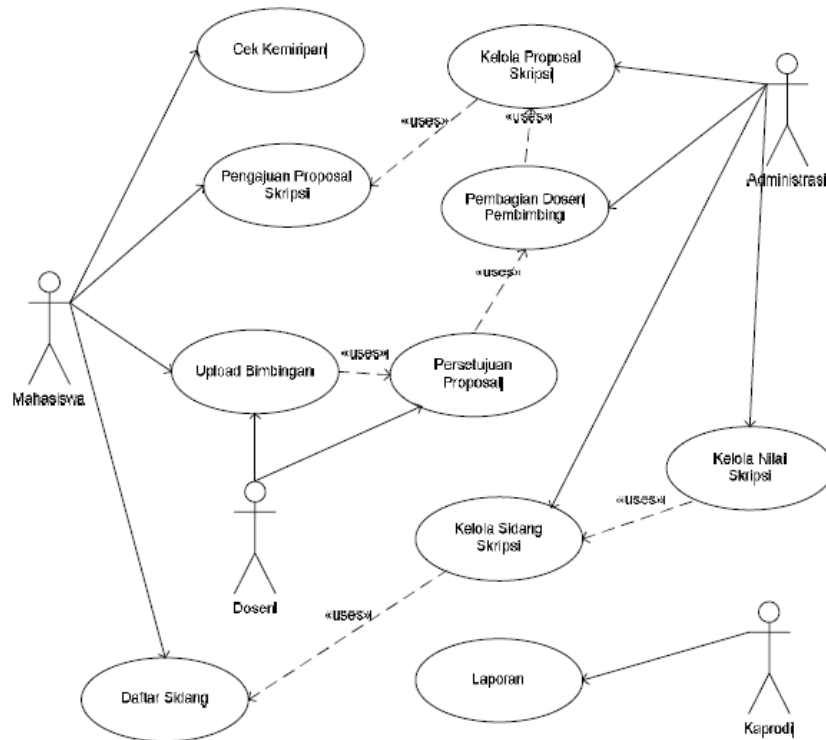 Cek Kemiripan
Kelola Proposal
Skripsi
«uses»
«uses»
Administrasi
Pengajuan Proposal
Skripsi
Pembagian Dosen
Pembimbing
«uses»
Mahasiswa
Upload Bimbingan
«uses»
Persetujuan
Proposal
Kelola Nilai
Skripsi
«uses»
Kelola Sidang
Skripsi
Dosen
«uses»
Daftar Sidang
Laporan
Kaprodi